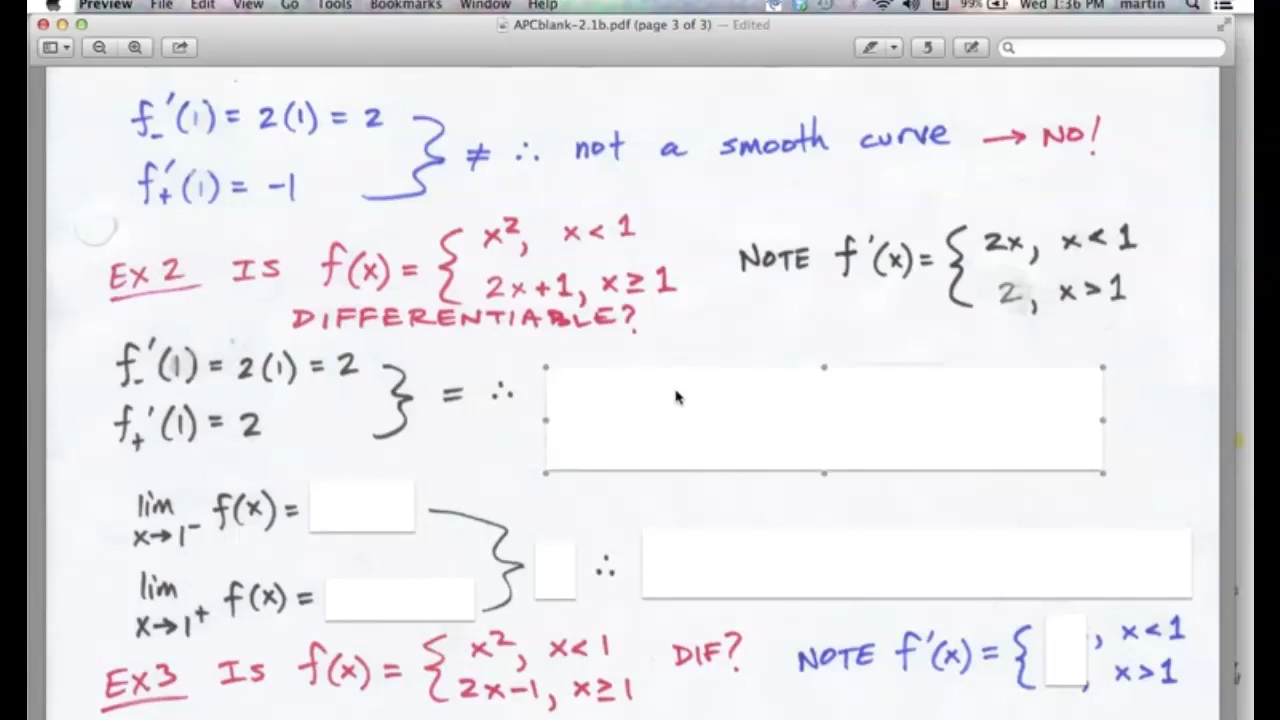 Preview File Edit View Go Tools Bookmarks Window Help 99% Wed 1:36 PM martin
APCblank-2.1b.pdf (page 3 of 3) — Edited
f₋'(1) = 2(1) = 2
f₊'(1) = -1
} ≠ ∴ not a smooth curve → NO!
Ex 2 Is f(x) = { x², x < 1
2x+1, x ≥ 1
DIFFERENTIABLE?
NOTE f'(x) = { 2x, x < 1
2, x > 1
f₋'(1) = 2(1) = 2
f₊'(1) = 2
} = ∴
lim x→1⁻ f(x) =
lim x→1⁺ f(x) =
} ∴
Ex3 Is f(x) = { x², x < 1
2x-1, x ≥ 1
DIF?
NOTE f'(x) = { , x < 1
, x > 1